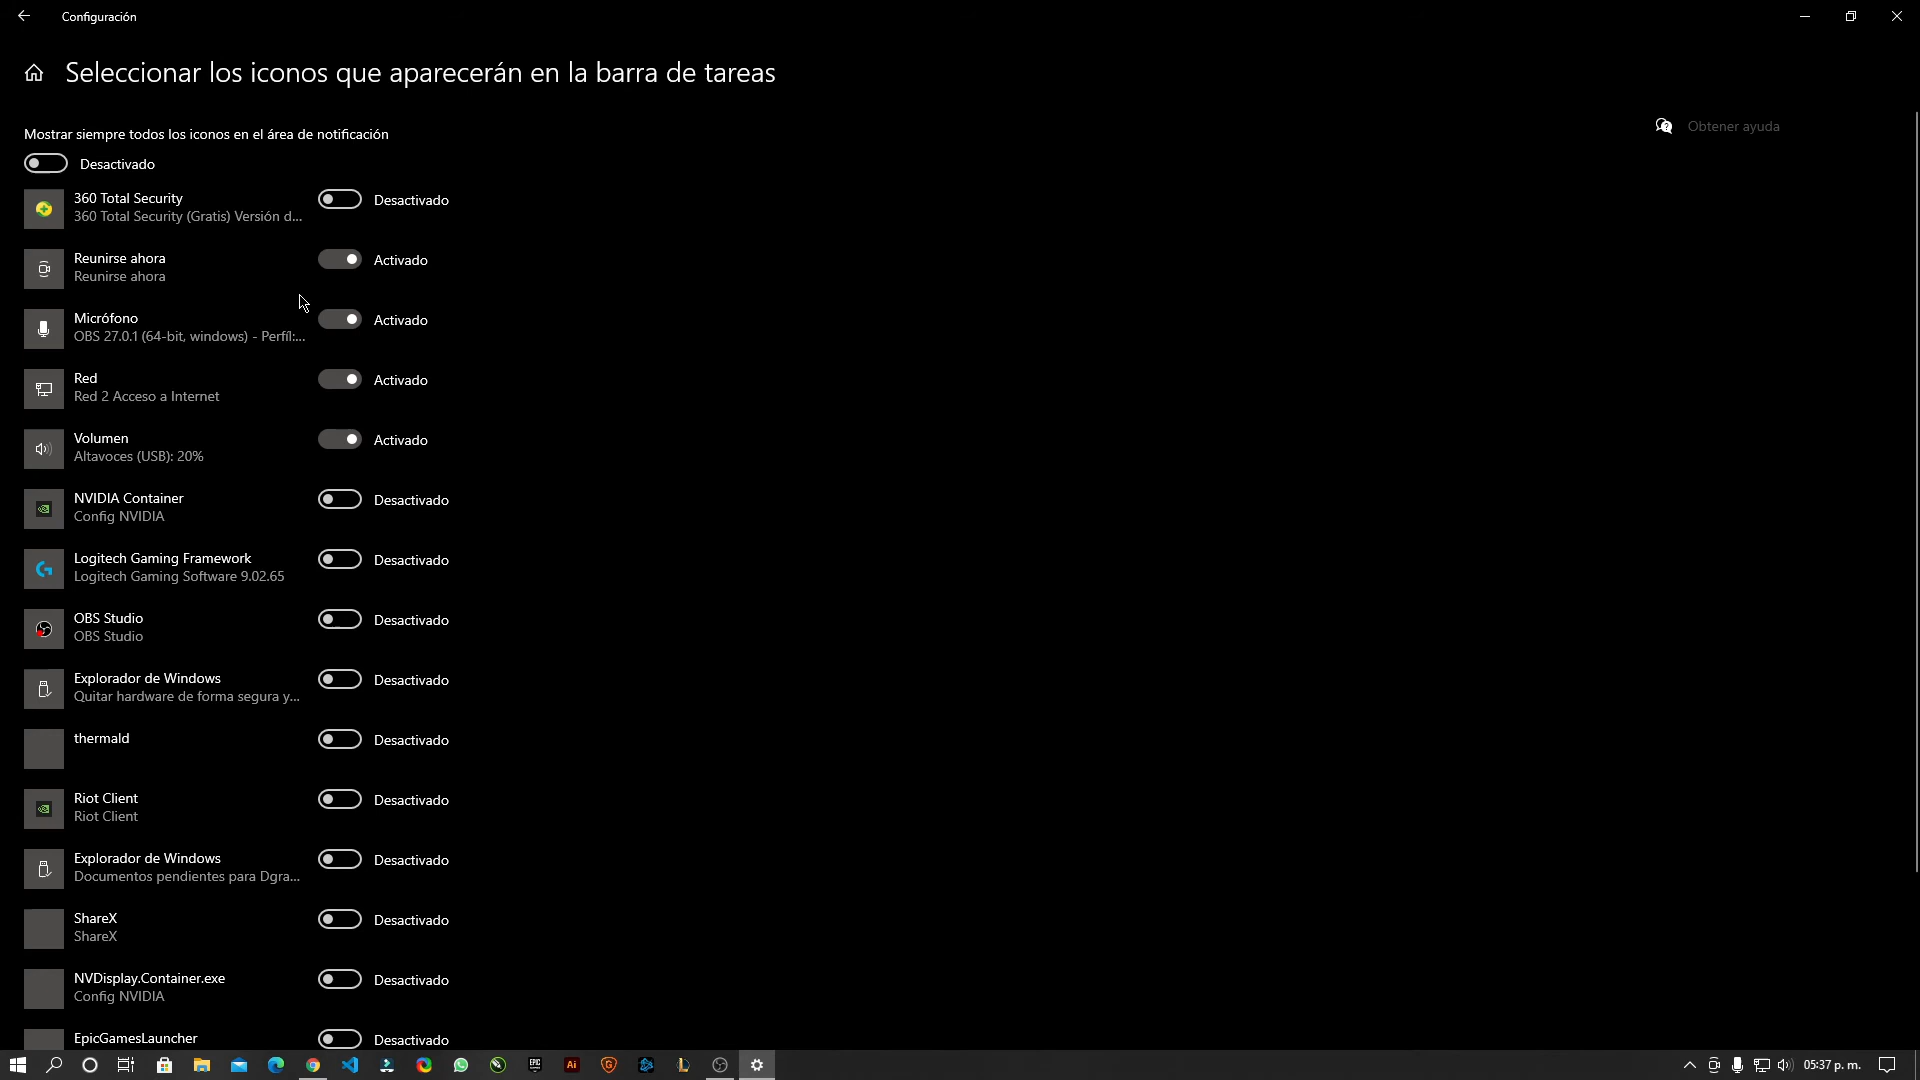 Configuración
Seleccionar los iconos que aparecerán en la barra de tareas
Obtener ayuda
Mostrar siempre todos los iconos en el área de notificación
Desactivado
360 Total Security
360 Total Security (Gratis) Versión d...
Desactivado
Reunirse ahora
Reunirse ahora
Activado
Micrófono
OBS 27.0.1 (64-bit, windows) - Perfil:...
Activado
Red
Red 2 Acceso a Internet
Activado
Volumen
Altavoces (USB): 20%
Activado
NVIDIA Container
Config NVIDIA
Desactivado
Logitech Gaming Framework
Logitech Gaming Software 9.02.65
Desactivado
OBS Studio
OBS Studio
Desactivado
Explorador de Windows
Quitar hardware de forma segura y...
Desactivado
thermald
Desactivado
Riot Client
Riot Client
Desactivado
Explorador de Windows
Documentos pendientes para Dgra...
Desactivado
ShareX
ShareX
Desactivado
NVDisplay.Container.exe
Config NVIDIA
Desactivado
EpicGamesLauncher
Desactivado
EPIC
Ai
05:37 p. m.